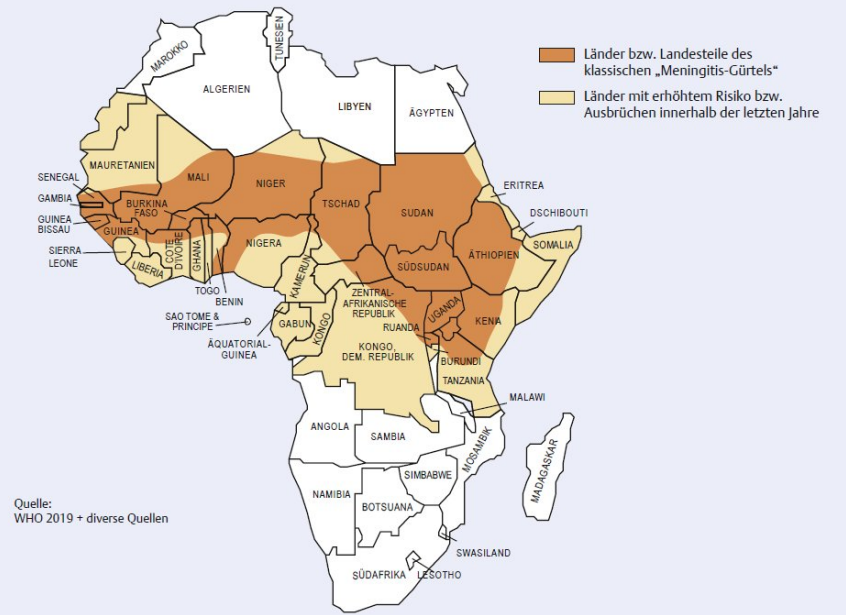 Länder bzw. Landesteile des
klassischen „Meningitis-Gürtels“
Länder mit erhöhtem Risiko bzw.
Ausbrüchen innerhalb der letzten Jahre
TUNESIEN
MAROKKO
ALGERIEN
LIBYEN
ÄGYPTEN
MAURETANIEN
MALI
NIGER
TSCHAD
SUDAN
ERITREA
DSCHIBUTI
SENEGAL
GAMBIA
GUINEA
BISSAU
GUINEA
BURKINA
FASO
SIERRA
LEONE
LIBERIA
COTE
D'IVOIRE
GHANA
TOGO
BENIN
NIGERA
KAMERUN
ZENTRAL-
AFRIKANISCHE
REPUBLIK
SÜDSUDAN
ÄTHIOPIEN
SOMALIA
SAO TOME &
PRINCIPE
ÄQUATORIAL-
GUINEA
GABUN
KONGO
KONGO,
DEM. REPUBLIK
UGANDA
KENIA
RUANDA
BURUNDI
TANZANIA
MALAWI
ANGOLA
SAMBIA
MOSAMBIK
MADAGASKAR
SIMBABWE
NAMIBIA
BOTSUANA
SWASILAND
SÜDAFRIKA
LESOTHO
Quelle:
WHO 2019 + diverse Quellen